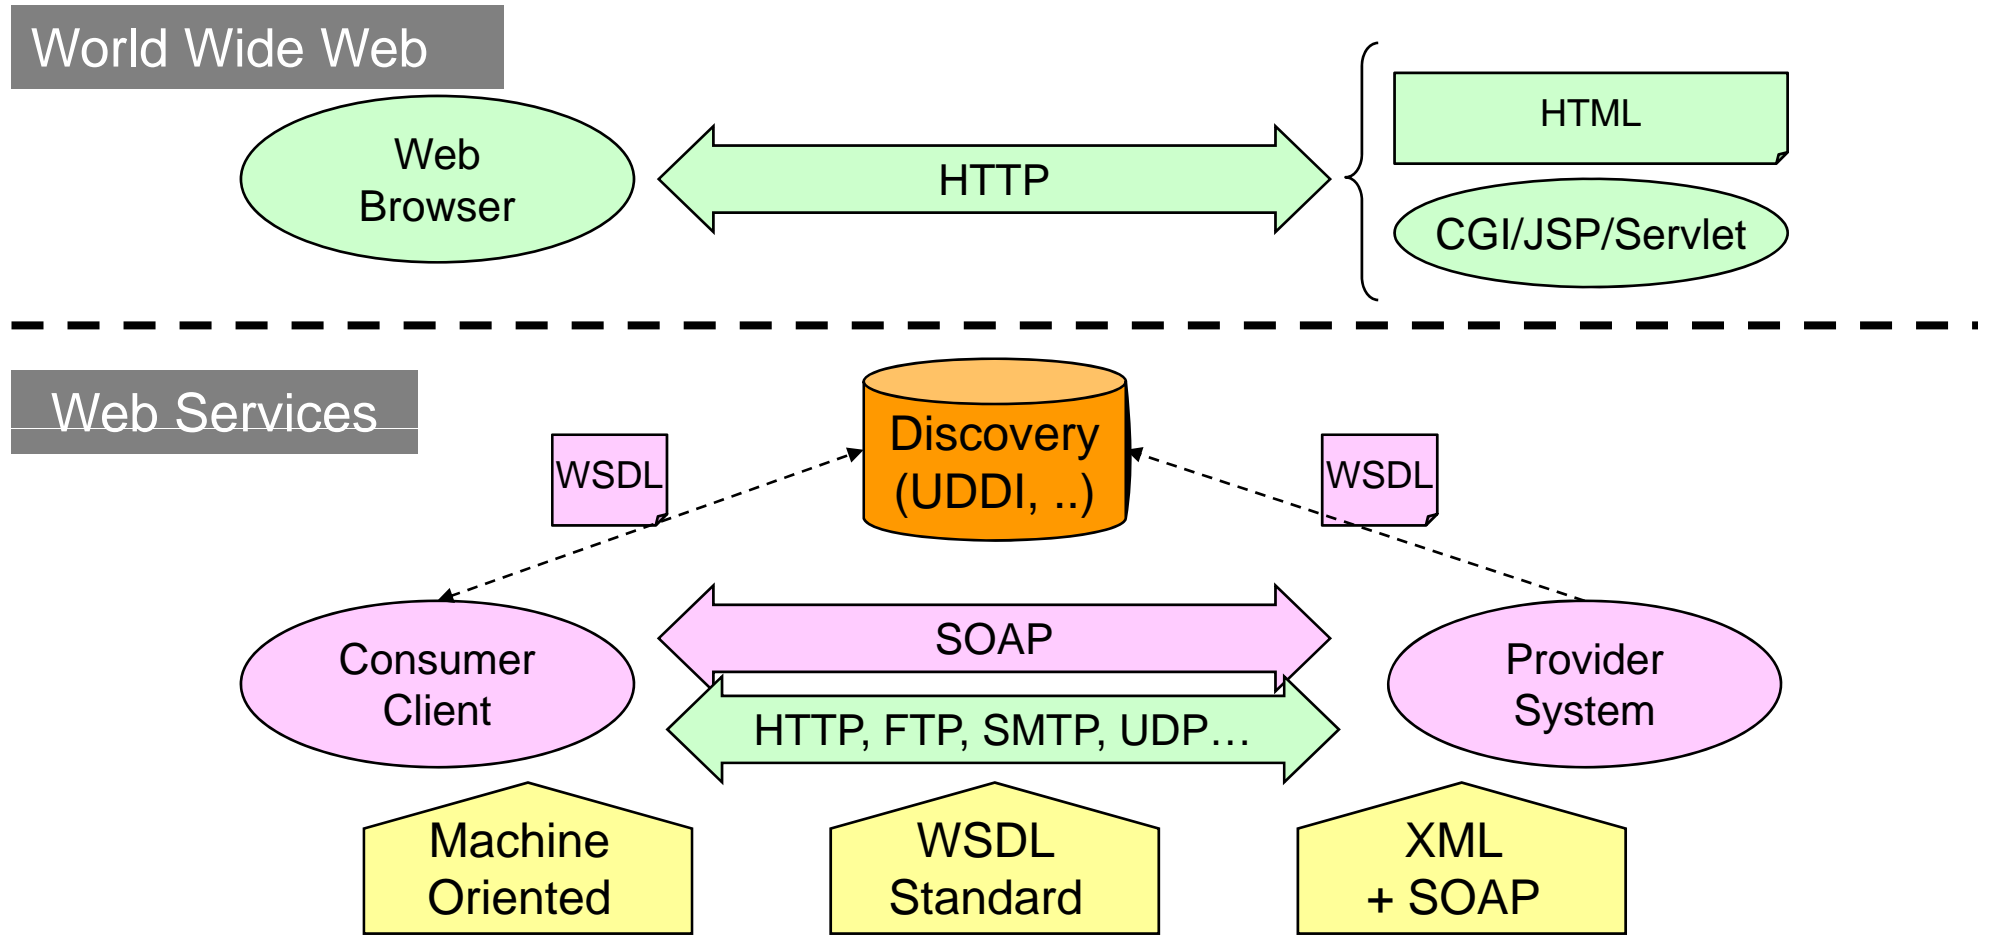 World Wide Web
Web
Browser
HTTP
HTML
CGI/JSP/Servlet
Web Services
WSDL
Discovery
(UDDI, ..)
WSDL
Consumer
Client
SOAP
HTTP, FTP, SMTP, UDP…
Provider
System
Machine
Oriented
WSDL
Standard
XML
+ SOAP